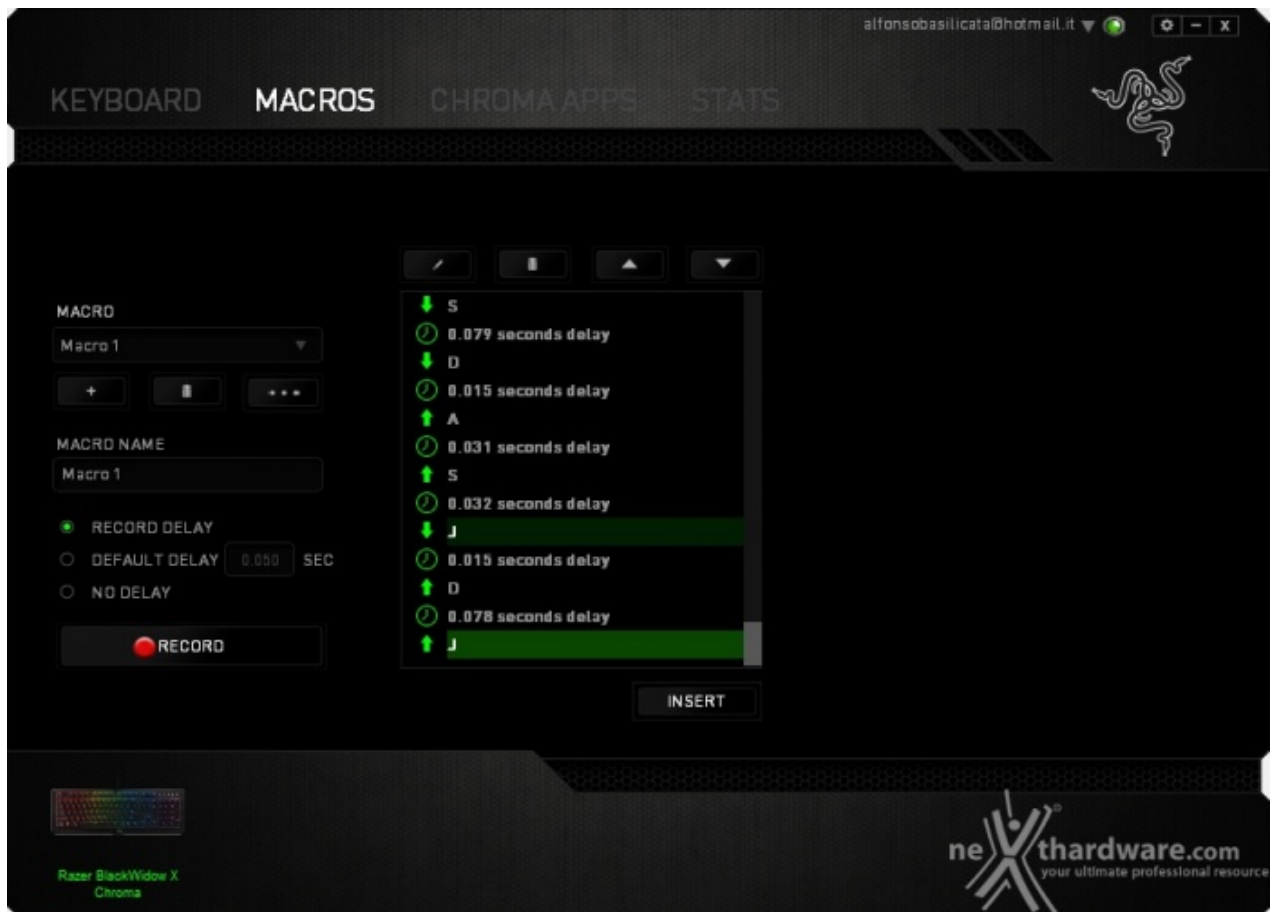 alfonsobasilicata@hotmail.it
KEYBOARD MACROS CHROMA APPS STATS
MACRO
Macro 1
MACRO NAME
Macro 1
RECORD DELAY
DEFAULT DELAY 0.050 SEC
NO DELAY
RECORD
S
0.079 seconds delay
D
0.015 seconds delay
A
0.031 seconds delay
S
0.032 seconds delay
J
0.015 seconds delay
D
0.078 seconds delay
J
INSERT
Razer BlackWidow X
Chroma
neXthardware.com
your ultimate professional resource